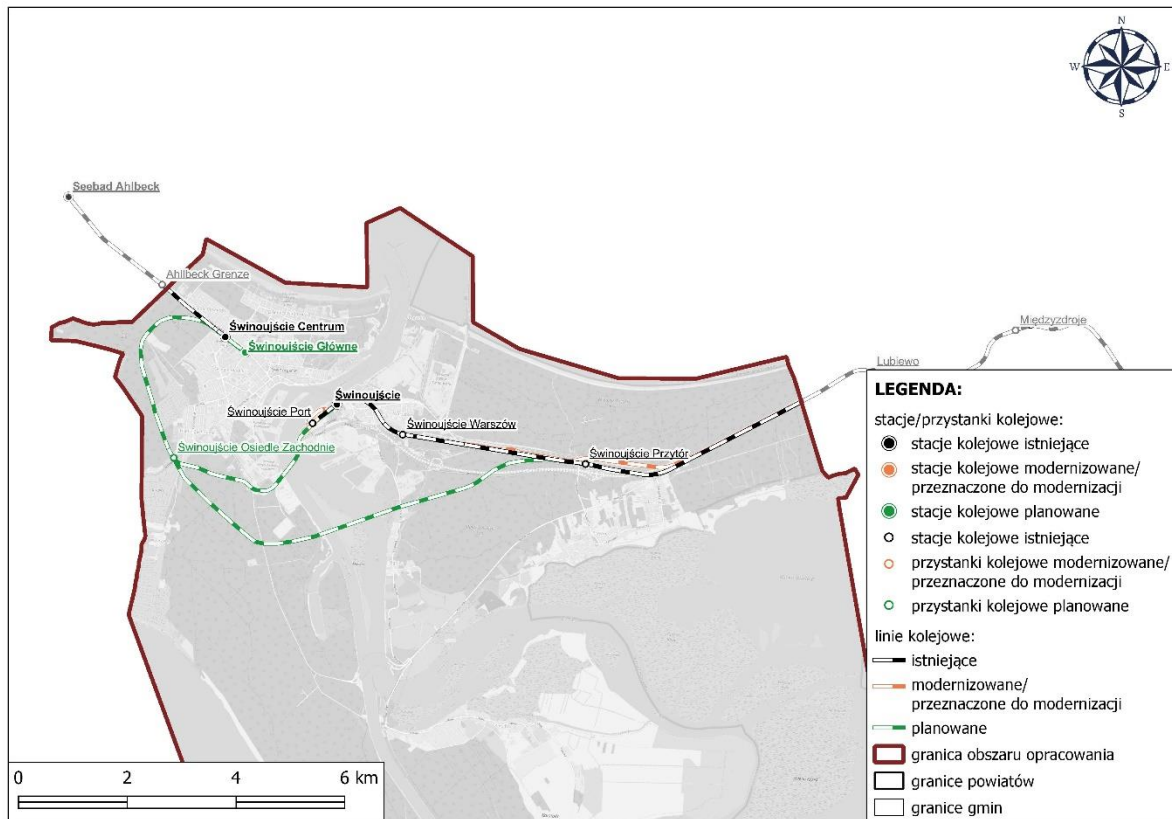 N
W
E
S
Seebad Ahlbeck
Ahllbeck Grenze
Świnoujście Centrum
Świnoujście Główne
Międzyzdroje
Lubiewo
Świnoujście
Świnoujście Port
Świnoujście Warszów
Świnoujście Przytór
Świnoujście Osiedle Zachodnie
LEGENDA:
stacje/przystanki kolejowe:
stacje kolejowe istniejące
stacje kolejowe modernizowane/
przeznaczone do modernizacji
stacje kolejowe planowane
stacje kolejowe istniejące
przystanki kolejowe modernizowane/
przeznaczone do modernizacji
przystanki kolejowe planowane
linie kolejowe:
istniejące
modernizowane/
przeznaczone do modernizacji
planowane
granica obszaru opracowania
granice powiatów
granice gmin
0 2 4 6 km